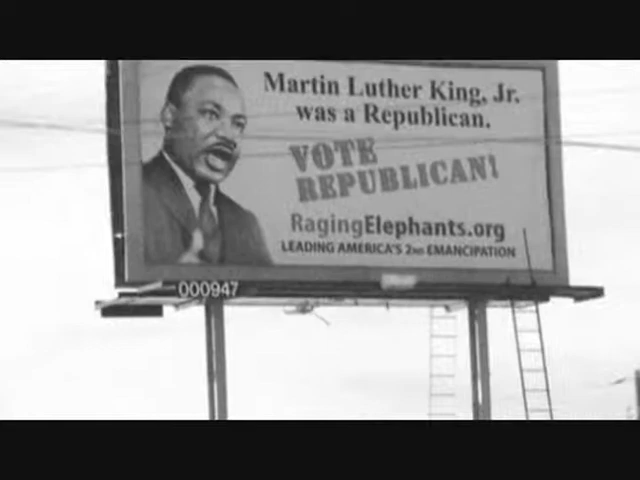 Martin Luther King, Jr.
was a Republican.
VOTE
REPUBLICAN!
RagingElephants.org
LEADING AMERICA'S 2ND EMANCIPATION
000947